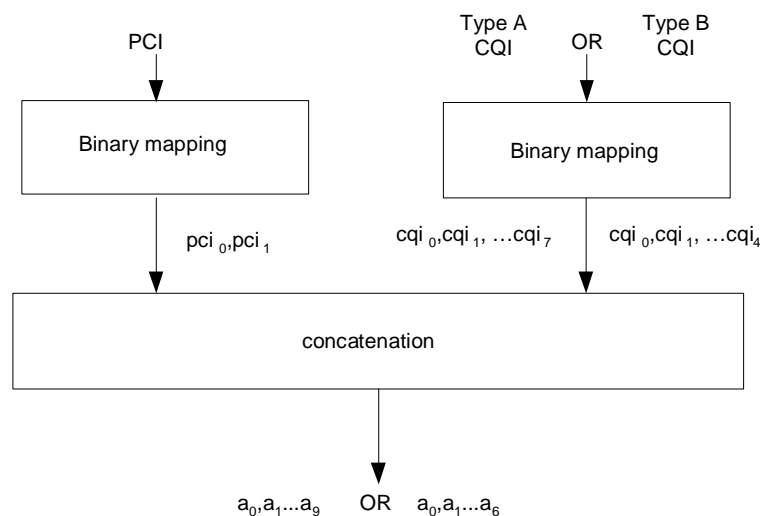 PCI
Type A CQI OR Type B CQI
Binary mapping
Binary mapping
pci 0,pci 1
cqi 0,cqi 1, …cqi 7
cqi 0,cqi 1, …cqi 4
concatenation
a0,a1...a9 OR a0,a1...a6